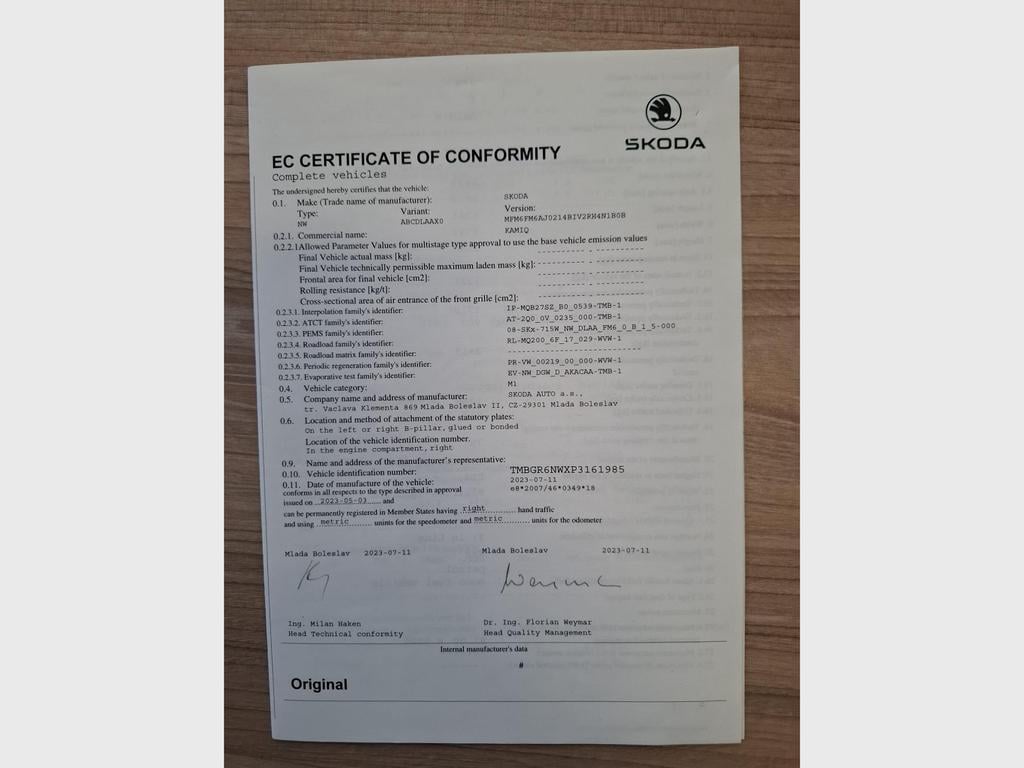 ŠKODA
EC CERTIFICATE OF CONFORMITY
Complete vehicles
The undersigned hereby certifies that the vehicle:
0.1. Make (Trade name of manufacturer): SKODA
Type: Variant: Version:
NW ABCDLAAX0 MFM6FM6AJ0214BIV2RH4N1B0B
0.2.1. Commercial name: KAMIQ
0.2.2.1Allowed Parameter Values for multistage type approval to use the base vehicle emission values
Final Vehicle actual mass [kg]: ---------- - ----------
Final Vehicle technically permissible maximum laden mass [kg]: ---------- - ----------
Frontal area for final vehicle [cm2]: ---------- - ----------
Rolling resistance [kg/t]: ---------- - ----------
Cross-sectional area of air entrance of the front grille [cm2]: ---------- - ----------
0.2.3.1. Interpolation family's identifier: IP-MQB27SZ_B0_0539-TMB-1
0.2.3.2. ATCT family's identifier: AT-2Q0_0V_0235_000-TMB-1
0.2.3.3. PEMS family's identifier: 08-SKx-715W_NW_DLAA_FM6_0_B_1_5-000
0.2.3.4. Roadload family's identifier: RL-MQ200_6F_17_029-WVW-1
0.2.3.5. Roadload matrix family's identifier: -------------------------
0.2.3.6. Periodic regeneration family's identifier: PR-VW_00219_00_000-WVW-1
0.2.3.7. Evaporative test family's identifier: EV-NW_DGW_D_AKACAA-TMB-1
0.4. Vehicle category: M1
0.5. Company name and address of manufacturer: SKODA AUTO a.s.,
tr. Vaclava Klementa 869 Mlada Boleslav II, CZ-29301 Mlada Boleslav
0.6. Location and method of attachment of the statutory plates:
On the left or right B-pillar, glued or bonded
Location of the vehicle identification number.
In the engine compartment, right
0.9. Name and address of the manufacturer's representative:
0.10. Vehicle identification number: TMBGR6NWXP3161985
0.11. Date of manufacture of the vehicle: 2023-07-11
conforms in all respects to the type described in approval e8*2007/46*0349*18
issued on ..2023-05-03..... and
can be permanently registered in Member States having ..right........... hand traffic
and using ..metric.......... unints for the speedometer and metric............ units for the odometer
Mlada Boleslav 2023-07-11 Mlada Boleslav 2023-07-11
Ing. Milan Haken Dr. Ing. Florian Weymar
Head Technical conformity Head Quality Management
Internal manufacturer's data
#
Original